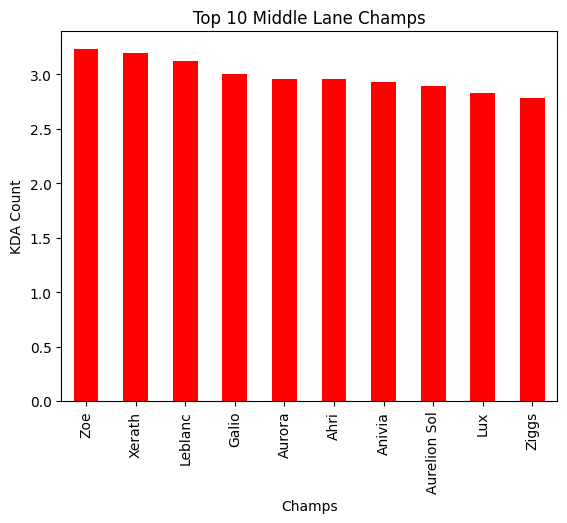 Top 10 Middle Lane Champs
KDA Count
3.0
2.5
2.0
1.5
1.0
0.5
0.0
Zoe
Xerath
Leblanc
Galio
Aurora
Ahri
Anivia
Aurelion Sol
Lux
Ziggs
Champs